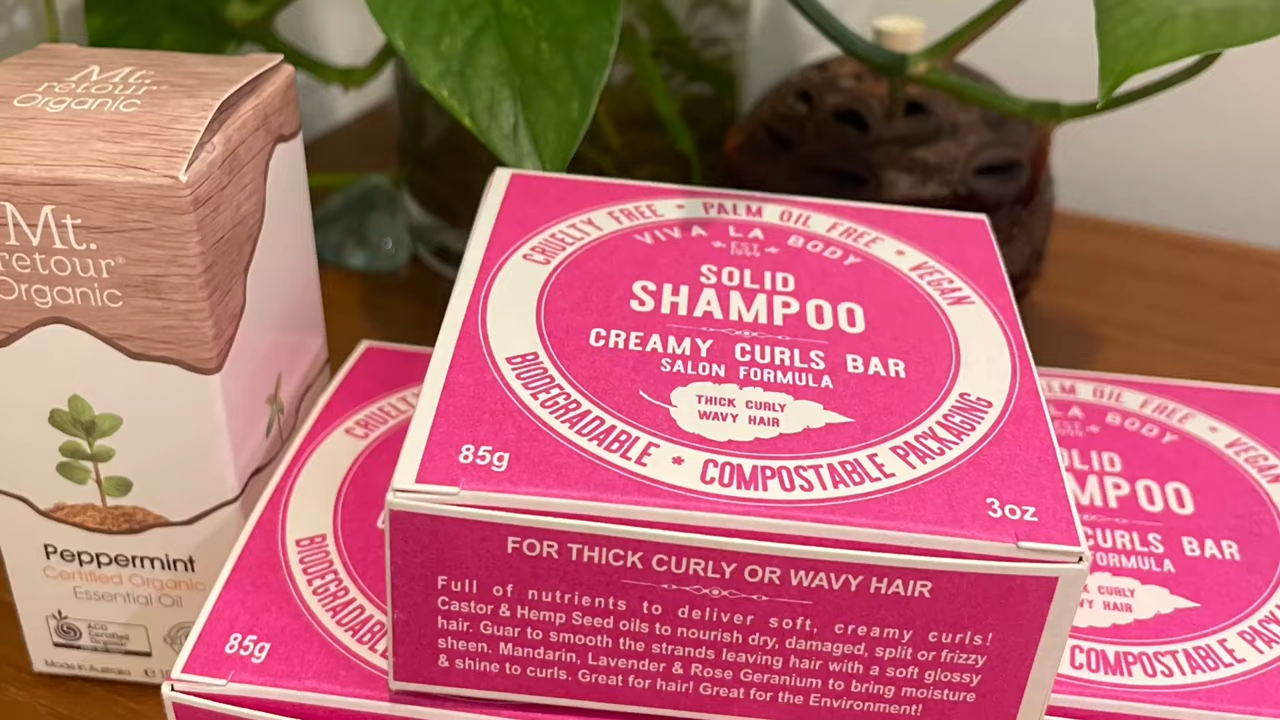 Mt.
retour
Organic
Mt.
retour®
Organic
Peppermint
Certified Organic
Essential Oil
ACO
Certified
Organic
Made in Australia
CRUELTY FREE * PALM OIL FREE * VEGAN
VIVA LA BODY
EST
SOLID
SHAMPOO
CREAMY CURLS BAR
SALON FORMULA
THICK CURLY
WAVY HAIR
BIODEGRADABLE * COMPOSTABLE PACKAGING
85g
3oz
FOR THICK CURLY OR WAVY HAIR
Full of nutrients to deliver soft, creamy curls!
Castor & Hemp Seed oils to nourish dry, damaged, split or frizzy
hair. Guar to smooth the strands leaving hair with a soft glossy
sheen. Mandarin, Lavender & Rose Geranium to bring moisture
& shine to curls. Great for hair! Great for the Environment!
CRUELTY
BIODEGRADABLE
85g
OIL FREE * VEGAN
LA BODY
CURLS BAR
CURLY
HAIR
COMPOSTABLE